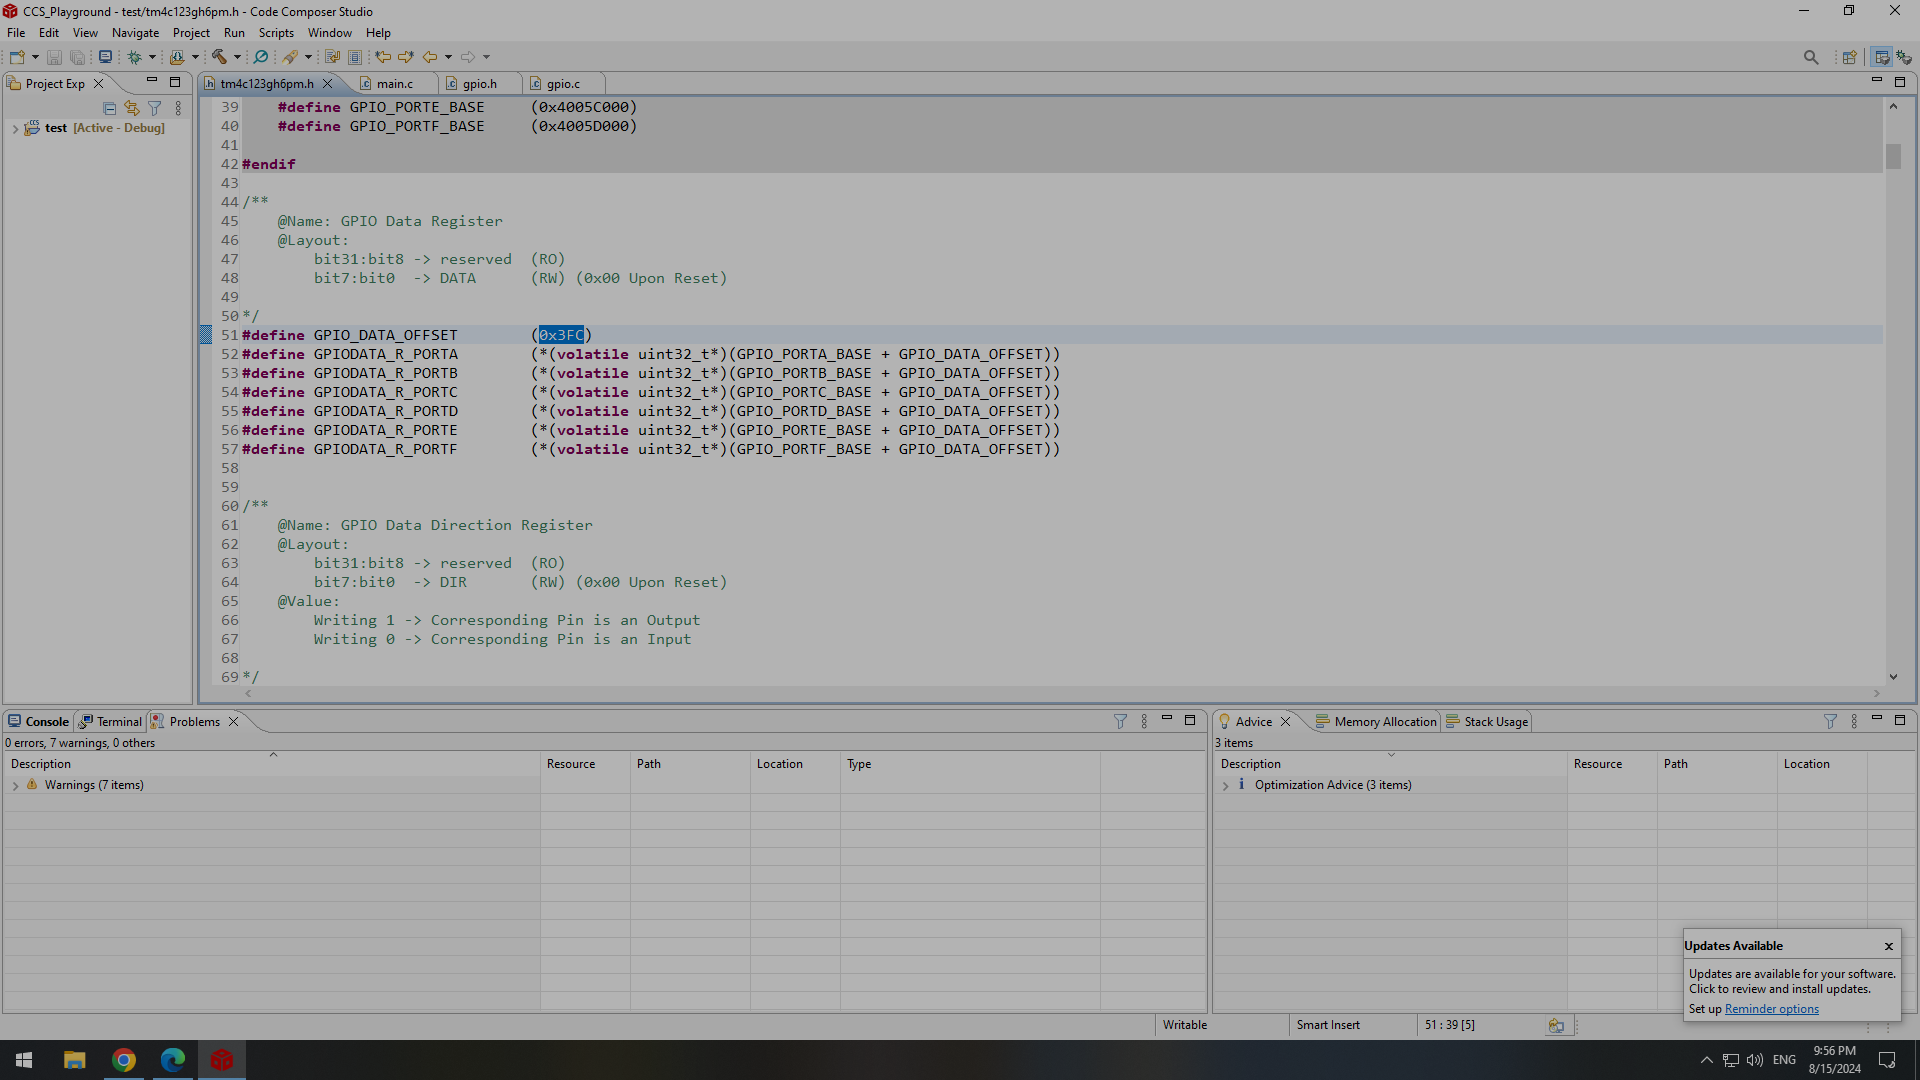 CCS_Playground - test/tm4c123gh6pm.h - Code Composer Studio
File Edit View Navigate Project Run Scripts Window Help
Project Exp
tm4c123gh6pm.h main.c gpio.h gpio.c
test [Active - Debug]
39 #define GPIO_PORTE_BASE (0x4005C000)
40 #define GPIO_PORTF_BASE (0x4005D000)
41
42 #endif
43
44 /**
45 @Name: GPIO Data Register
46 @Layout:
47 bit31:bit8 -> reserved (RO)
48 bit7:bit0 -> DATA (RW) (0x00 Upon Reset)
49
50 */
51 #define GPIO_DATA_OFFSET (0x3FC)
52 #define GPIODATA_R_PORTA (*(volatile uint32_t*)(GPIO_PORTA_BASE + GPIO_DATA_OFFSET))
53 #define GPIODATA_R_PORTB (*(volatile uint32_t*)(GPIO_PORTB_BASE + GPIO_DATA_OFFSET))
54 #define GPIODATA_R_PORTC (*(volatile uint32_t*)(GPIO_PORTC_BASE + GPIO_DATA_OFFSET))
55 #define GPIODATA_R_PORTD (*(volatile uint32_t*)(GPIO_PORTD_BASE + GPIO_DATA_OFFSET))
56 #define GPIODATA_R_PORTE (*(volatile uint32_t*)(GPIO_PORTE_BASE + GPIO_DATA_OFFSET))
57 #define GPIODATA_R_PORTF (*(volatile uint32_t*)(GPIO_PORTF_BASE + GPIO_DATA_OFFSET))
58
59
60 /**
61 @Name: GPIO Data Direction Register
62 @Layout:
63 bit31:bit8 -> reserved (RO)
64 bit7:bit0 -> DIR (RW) (0x00 Upon Reset)
65 @Value:
66 Writing 1 -> Corresponding Pin is an Output
67 Writing 0 -> Corresponding Pin is an Input
68
69 */
Console Terminal Problems
0 errors, 7 warnings, 0 others
Description Resource Path Location Type
Warnings (7 items)
Advice Memory Allocation Stack Usage
3 items
Description Resource Path Location
Optimization Advice (3 items)
Updates Available
Updates are available for your software.
Click to review and install updates.
Set up Reminder options
Writable Smart Insert 51 : 39 [5]
ENG
9:56 PM
8/15/2024